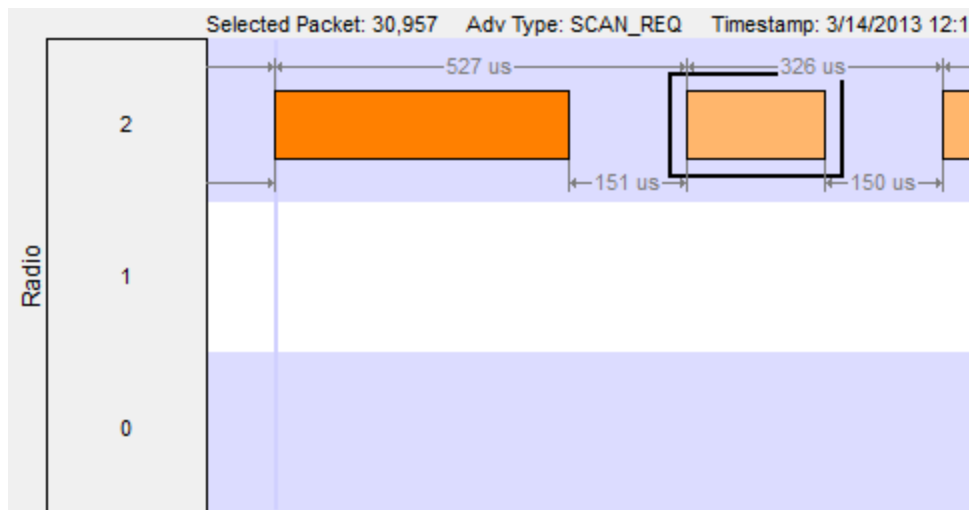 Selected Packet: 30,957 Adv Type: SCAN_REQ Timestamp: 3/14/2013 12:1
527 us 326 us
2
151 us 150 us
Radio
1
0